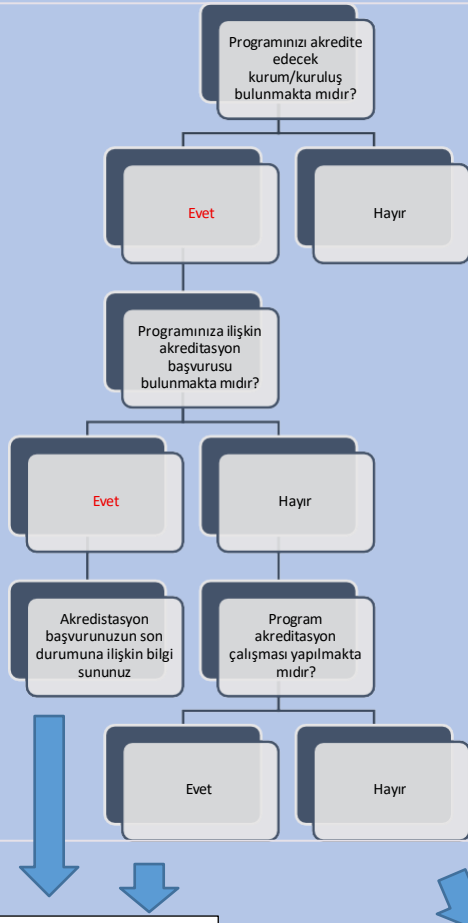 Programınızı akredite
edecek
kurum/kuruluş
bulunmakta mıdır?
Evet
Hayır
Programınıza ilişkin
akreditasyon
başvurusu
bulunmakta mıdır?
Evet
Hayır
Akredistasyon
başvurunuzun son
durumuna ilişkin bilgi
sununuz
Program
akreditasyon
çalışması yapılmakta
mıdır?
Evet
Hayır